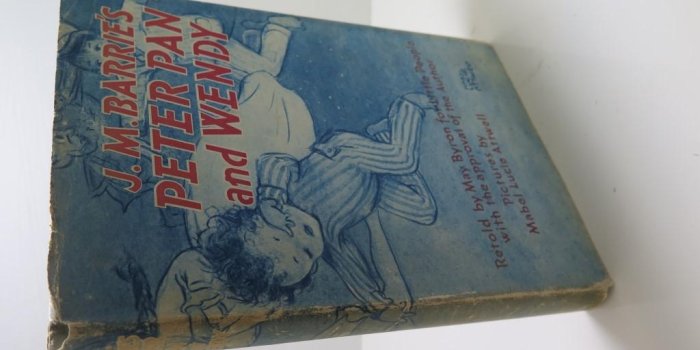 J. M. BARRIE'S
PETER PAN
and WENDY
Retold by May Byron for Little People
with the approval of the Author
Pictures by
Mabel Lucie Attwell